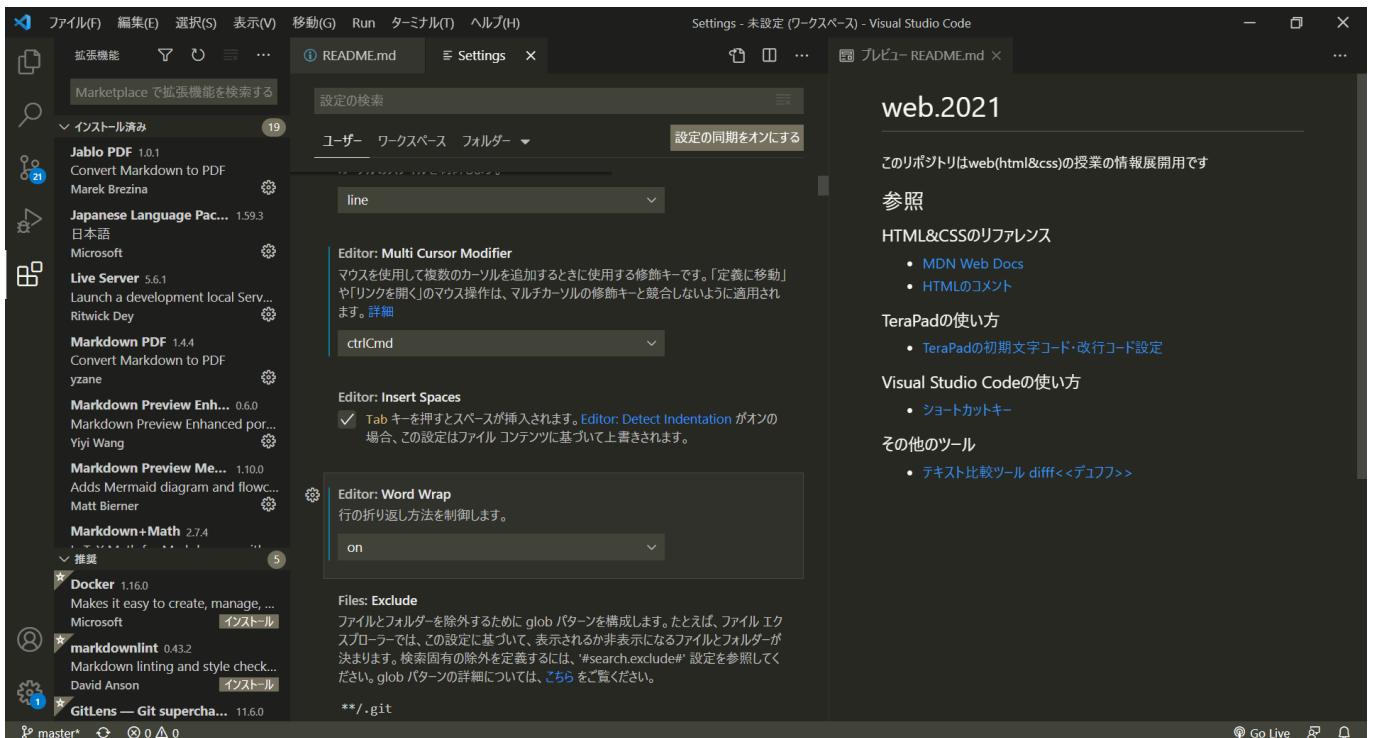 ファイル(F) 編集(E) 選択(S) 表示(V) 移動(G) Run ターミナル(T) ヘルプ(H)
Settings - 未設定 (ワークスペース) - Visual Studio Code
拡張機能
Marketplace で拡張機能を検索する
インストール済み 19
Jablo PDF 1.0.1
Convert Markdown to PDF
Marek Brezina
Japanese Language Pac... 1.59.3
日本語
Microsoft
Live Server 5.6.1
Launch a development local Serv...
Ritwick Dey
Markdown PDF 1.4.4
Convert Markdown to PDF
yzane
Markdown Preview Enh... 0.6.0
Markdown Preview Enhanced por...
Yiyi Wang
Markdown Preview Me... 1.10.0
Adds Mermaid diagram and flowc...
Matt Bierner
Markdown+Math 2.7.4
推奨 5
Docker 1.16.0
Makes it easy to create, manage, ...
Microsoft インストール
markdownlint 0.43.2
Markdown linting and style check...
David Anson インストール
GitLens — Git supercha... 11.6.0
21
1
README.md
Settings
設定の検索
ユーザー ワークスペース フォルダー
設定の同期をオンにする
line
Editor: Multi Cursor Modifier
マウスを使用して複数のカーソルを追加するときに使用する修飾キーです。「定義に移動」
や「リンクを開く」のマウス操作は、マルチカーソルの修飾キーと競合しないように適用され
ます。詳細
ctrlCmd
Editor: Insert Spaces
Tab キーを押すとスペースが挿入されます。Editor: Detect Indentation がオンの
場合、この設定はファイル コンテンツに基づいて上書きされます。
Editor: Word Wrap
行の折り返し方法を制御します。
on
Files: Exclude
ファイルとフォルダーを除外するために glob パターンを構成します。たとえば、ファイル エク
スプローラーでは、この設定に基づいて、表示されるか非表示になるファイルとフォルダーが
決まります。検索固有の除外を定義するには、'#search.exclude#' 設定を参照してく
ださい。glob パターンの詳細については、こちら をご覧ください。
**/.git
プレビュー README.md
web.2021
このリポジトリはweb(html&css)の授業の情報展開用です
参照
HTML&CSSのリファレンス
MDN Web Docs
HTMLのコメント
TeraPadの使い方
TeraPadの初期文字コード・改行コード設定
Visual Studio Codeの使い方
ショートカットキー
その他のツール
テキスト比較ツール difff<<デュフフ>>
master* 0 0
Go Live